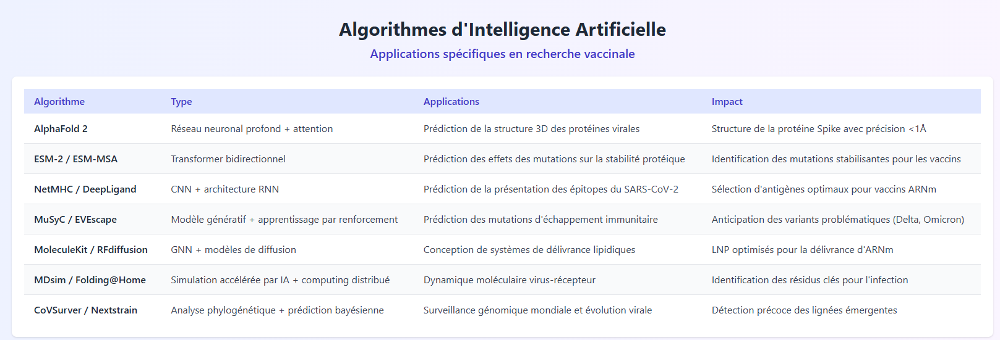 Algorithmes d'Intelligence Artificielle
Applications spécifiques en recherche vaccinale
Algorithme Type Applications Impact
AlphaFold 2 Réseau neuronal profond + attention Prédiction de la structure 3D des protéines virales Structure de la protéine Spike avec précision <1Å
ESM-2 / ESM-MSA Transformer bidirectionnel Prédiction des effets des mutations sur la stabilité protéique Identification des mutations stabilisantes pour les vaccins
NetMHC / DeepLigand CNN + architecture RNN Prédiction de la présentation des épitopes du SARS-CoV-2 Sélection d'antigènes optimaux pour vaccins ARNm
MuSyC / EVEscape Modèle génératif + apprentissage par renforcement Prédiction des mutations d'échappement immunitaire Anticipation des variants problématiques (Delta, Omicron)
MoleculeKit / RFdiffusion GNN + modèles de diffusion Conception de systèmes de délivrance lipidiques LNP optimisés pour la délivrance d'ARNm
MDsim / Folding@Home Simulation accélérée par IA + computing distribué Dynamique moléculaire virus-récepteur Identification des résidus clés pour l'infection
CoVSurver / Nextstrain Analyse phylogénétique + prédiction bayésienne Surveillance génomique mondiale et évolution virale Détection précoce des lignées émergentes